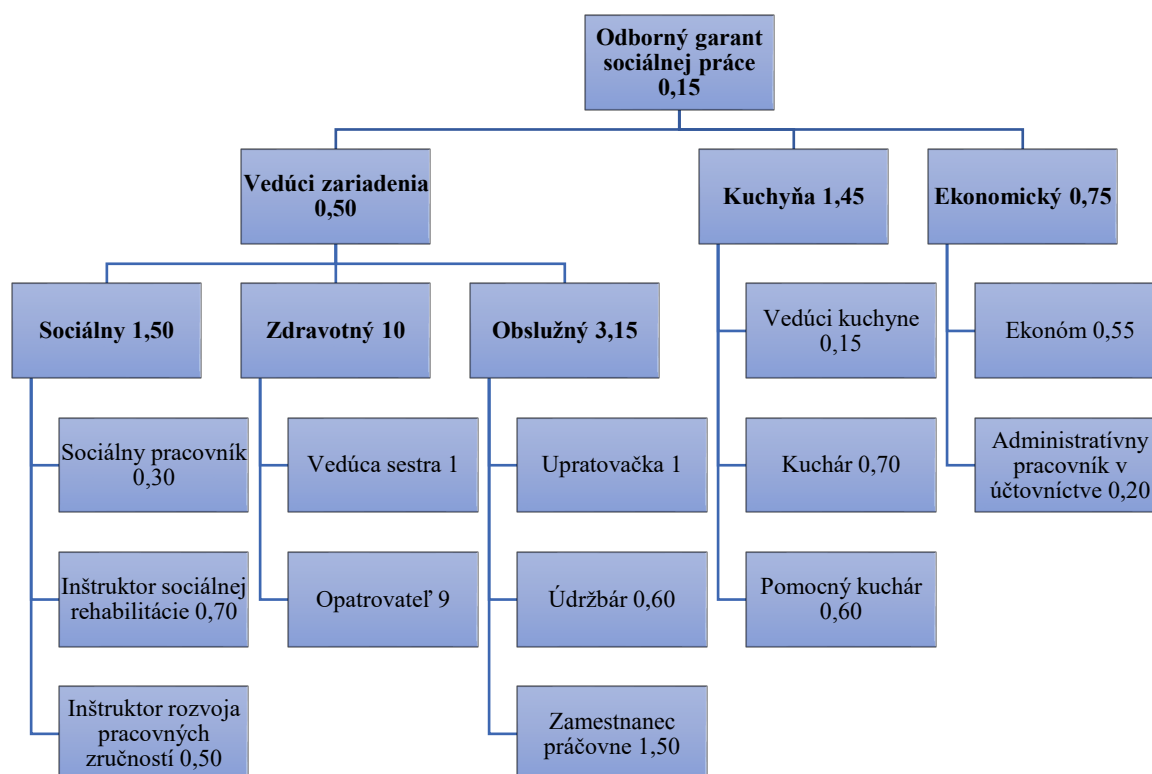 Odborný garant
sociálnej práce
0,15
Vedúci zariadenia
0,50
Kuchyňa 1,45
Ekonomický 0,75
Sociálny 1,50
Zdravotný 10
Obslužný 3,15
Vedúci kuchyne
0,15
Ekonóm 0,55
Sociálny pracovník
0,30
Vedúca sestra 1
Upratovačka 1
Kuchár 0,70
Administratívny
pracovník v
účtovníctve 0,20
Inštruktor sociálnej
rehabilitácie 0,70
Opatrovateľ 9
Údržbár 0,60
Pomocný kuchár
0,60
Inštruktor rozvoja
pracovných
zručností 0,50
Zamestnanec
práčovne 1,50